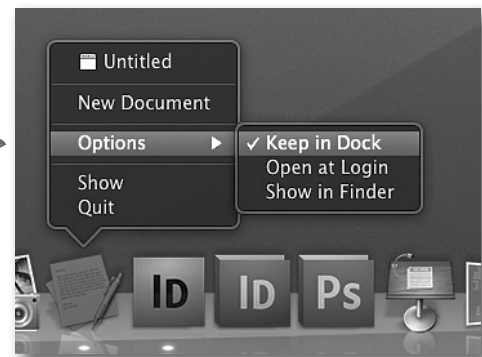 Untitled
New Document
Options
✓ Keep in Dock
Open at Login
Show in Finder
Show
Quit
ID
ID
Ps